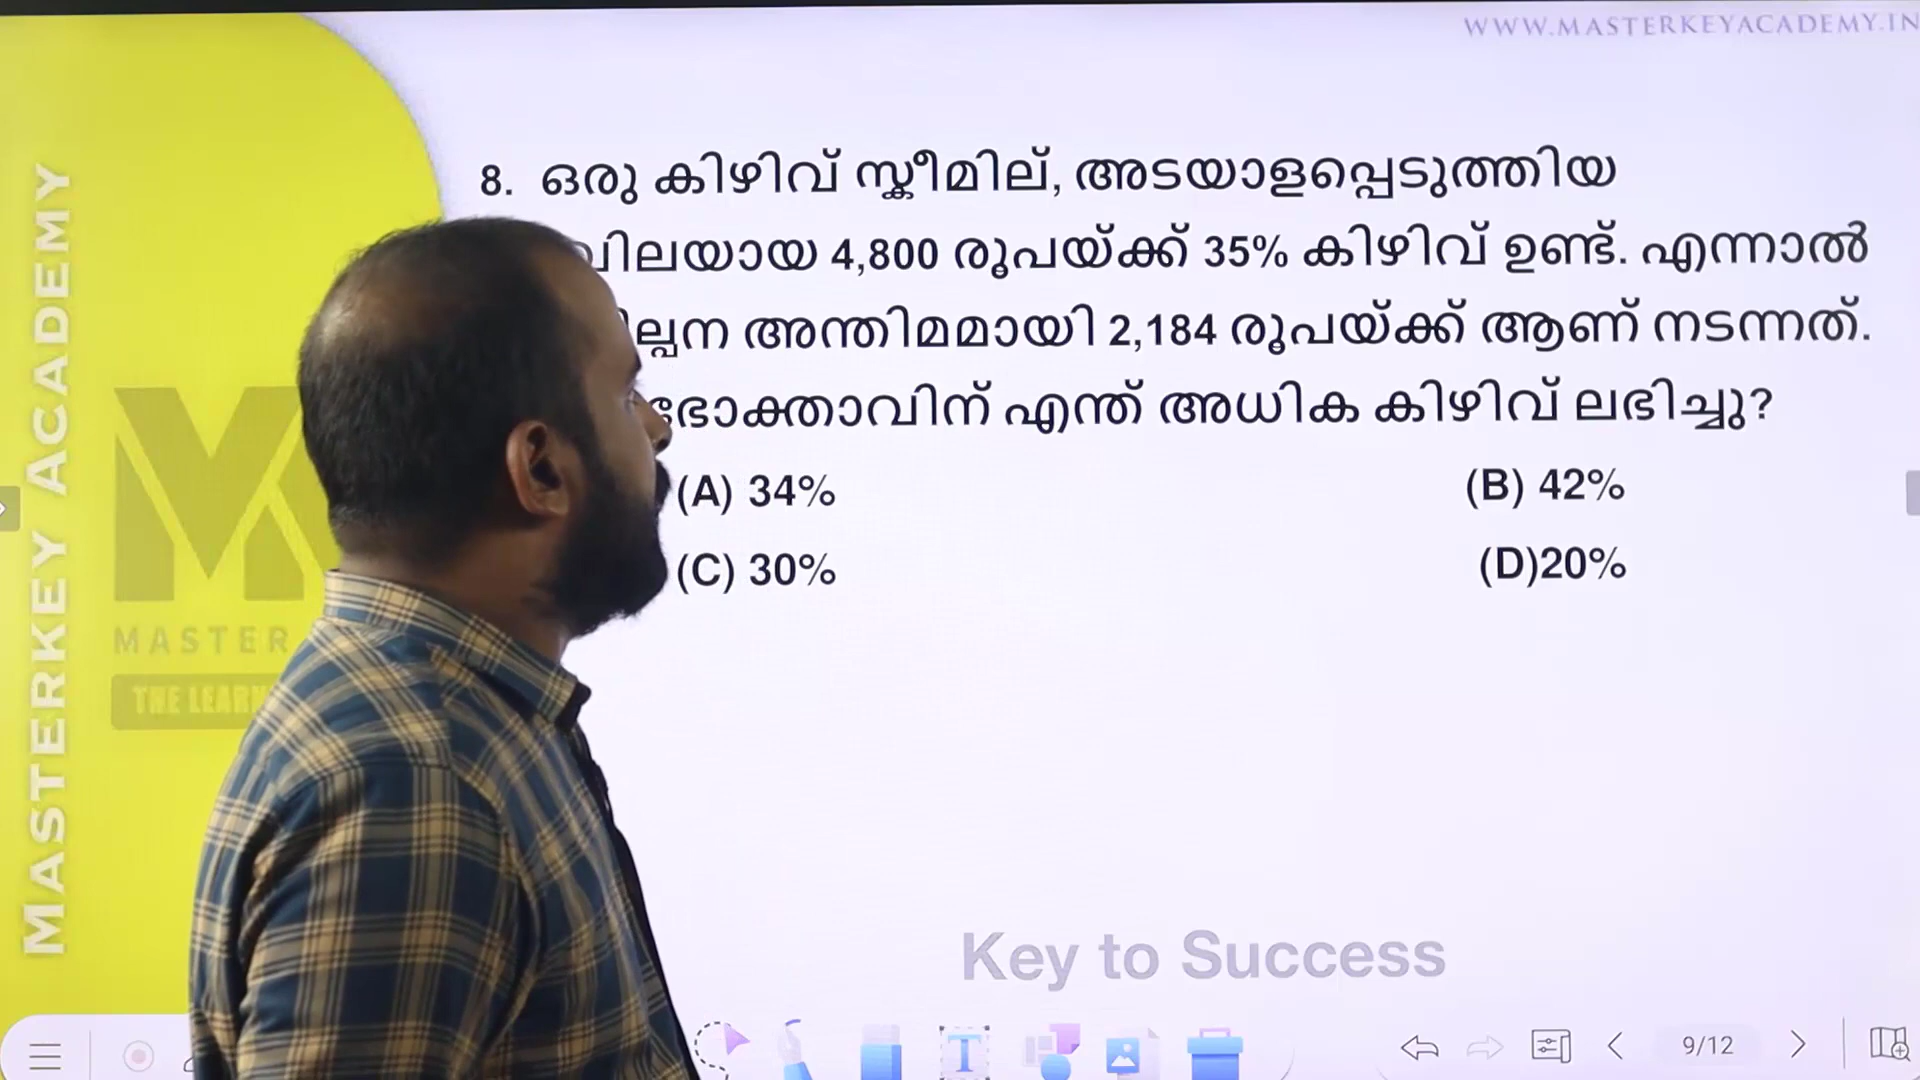 WWW.MASTERKEYACADEMY.IN
MASTERKEY ACADEMY
MASTER
THE
8. ഒരു കിഴിവ് സ്കീമില്, അടയാളപ്പെടുത്തിയ
വിലയായ 4,800 രൂപയ്ക്ക് 35% കിഴിവ് ഉണ്ട്. എന്നാൽ
അന്തിമമായി 2,184 രൂപയ്ക്ക് ആണ് നടന്നത്.
എന്ത് അധിക കിഴിവ് ലഭിച്ചു?
(A) 34% (B) 42%
(C) 30% (D)20%
Key to Success
9/12